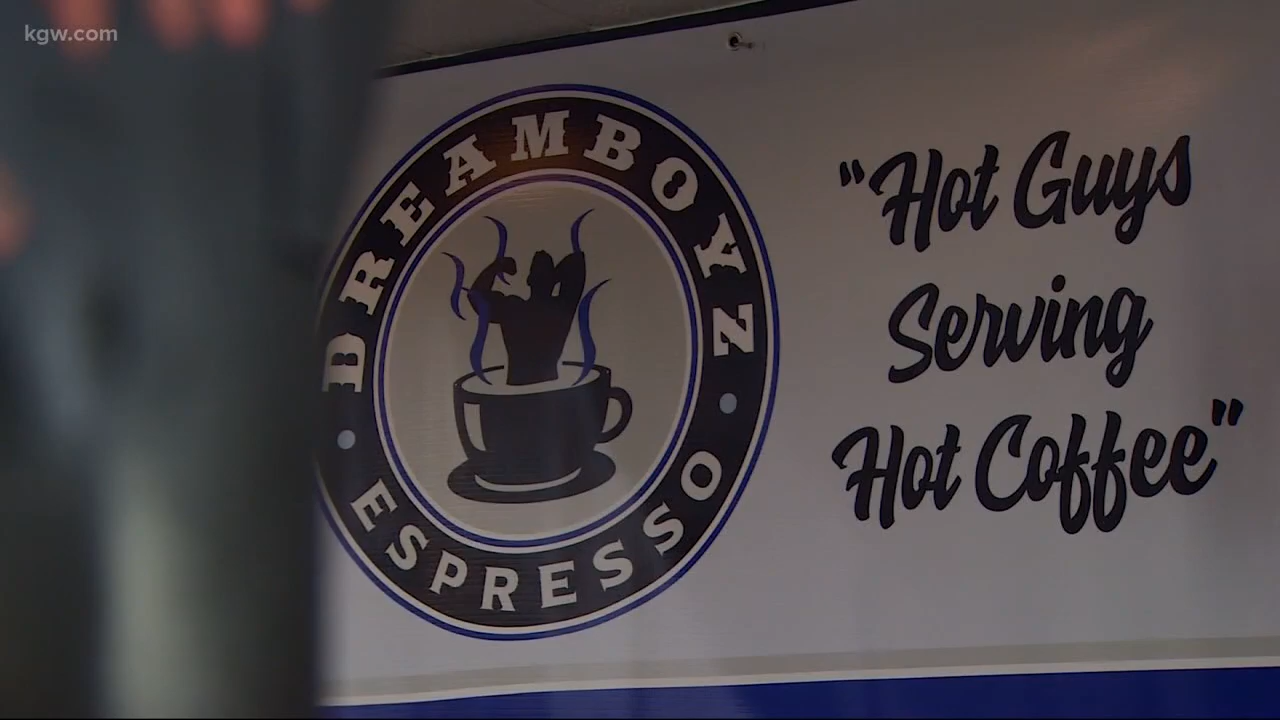 kgw.com
DREAMBOYZ
ESPRESSO
"Hot Guys
Serving
Hot Coffee"